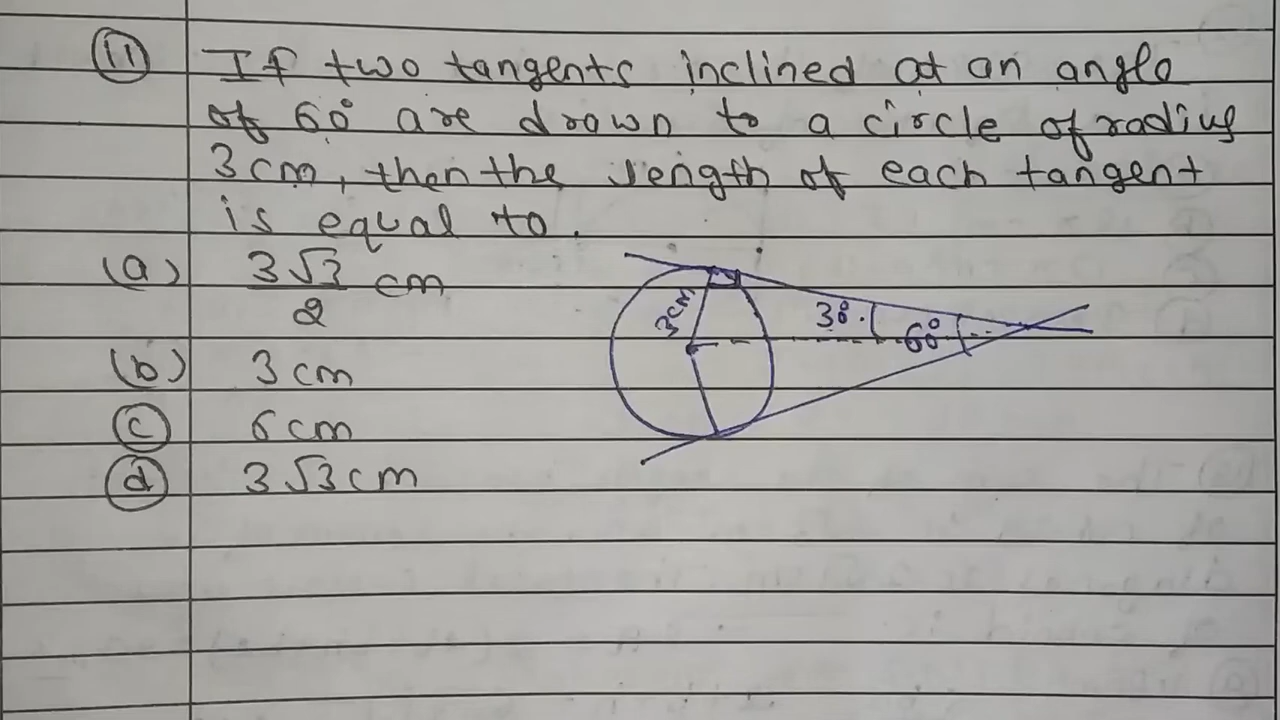 (11) If two tangents inclined at an angle
of 60° are drawn to a circle of radius
3cm, then the length of each tangent
is equal to.
(a) 3√3/2 cm
(b) 3 cm
(c) 6 cm
(d) 3√3 cm
3cm
30°
60°